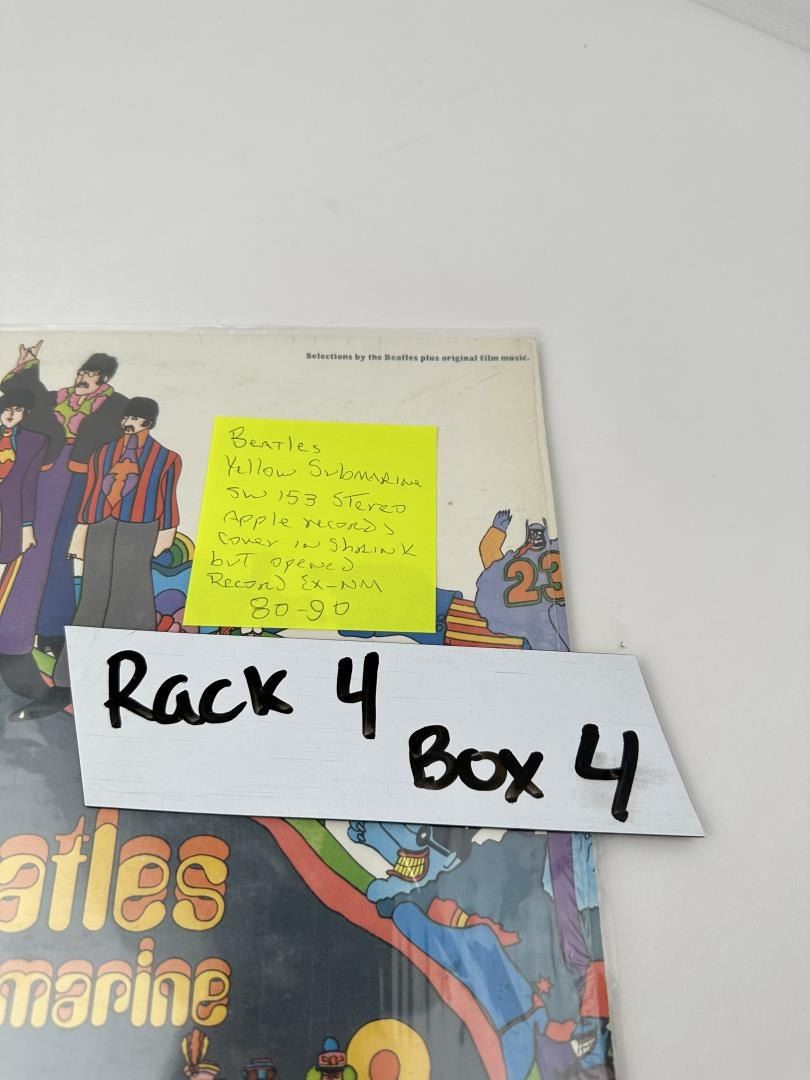 Selections by the Beatles plus original film music.
Beatles
Yellow Submarine
SW 153 Stereo
Apple records
cover in shrink
but opened
Record EX-NM
80-90
23
Rack 4
Box 4
atles
marine